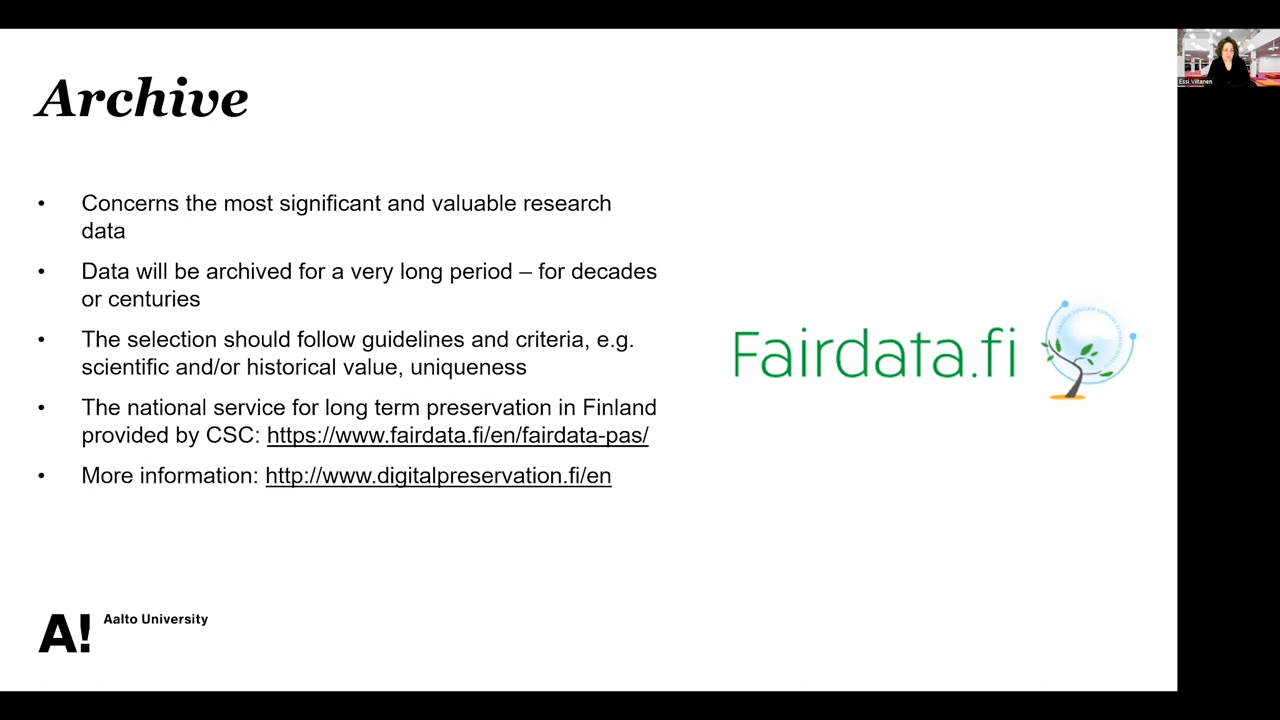 Archive
• Concerns the most significant and valuable research
data
• Data will be archived for a very long period – for decades
or centuries
• The selection should follow guidelines and criteria, e.g.
scientific and/or historical value, uniqueness
• The national service for long term preservation in Finland
provided by CSC: https://www.fairdata.fi/en/fairdata-pas/
• More information: http://www.digitalpreservation.fi/en
Fairdata.fi
A! Aalto University
Essi Viitanen